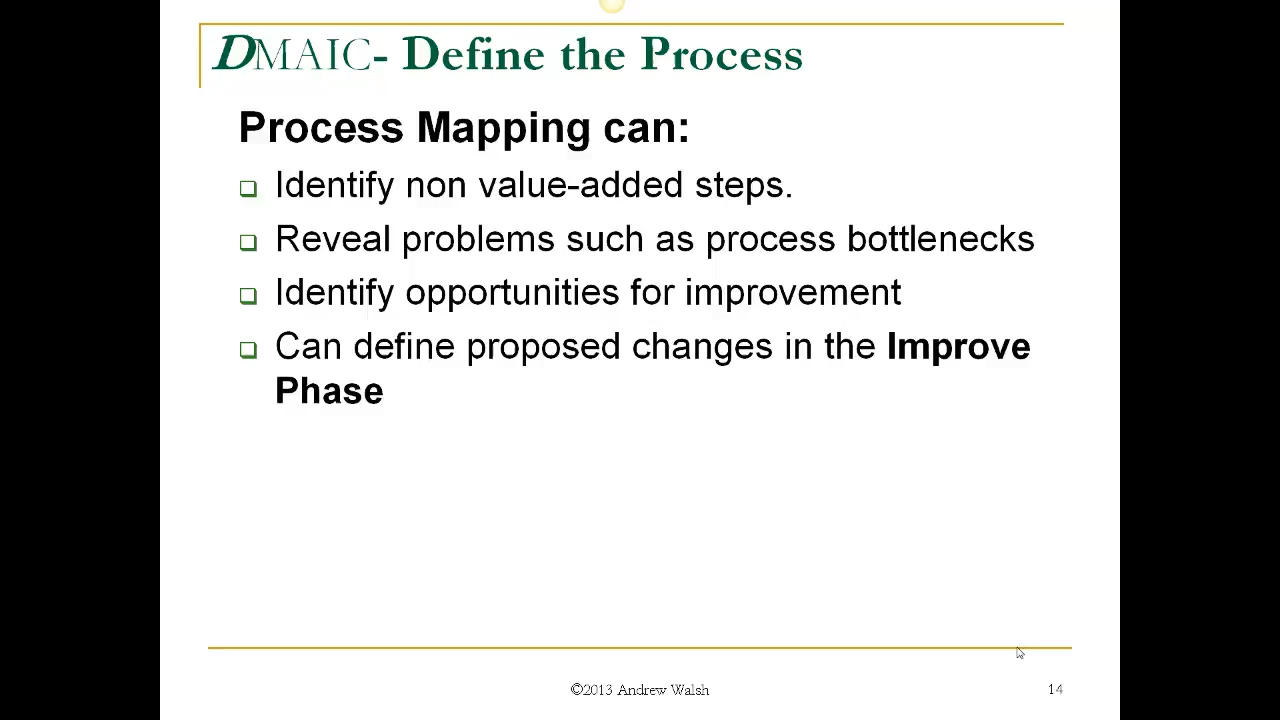 DMAIC- Define the Process
Process Mapping can:
Identify non value-added steps.
Reveal problems such as process bottlenecks
Identify opportunities for improvement
Can define proposed changes in the Improve
Phase
©2013 Andrew Walsh
14